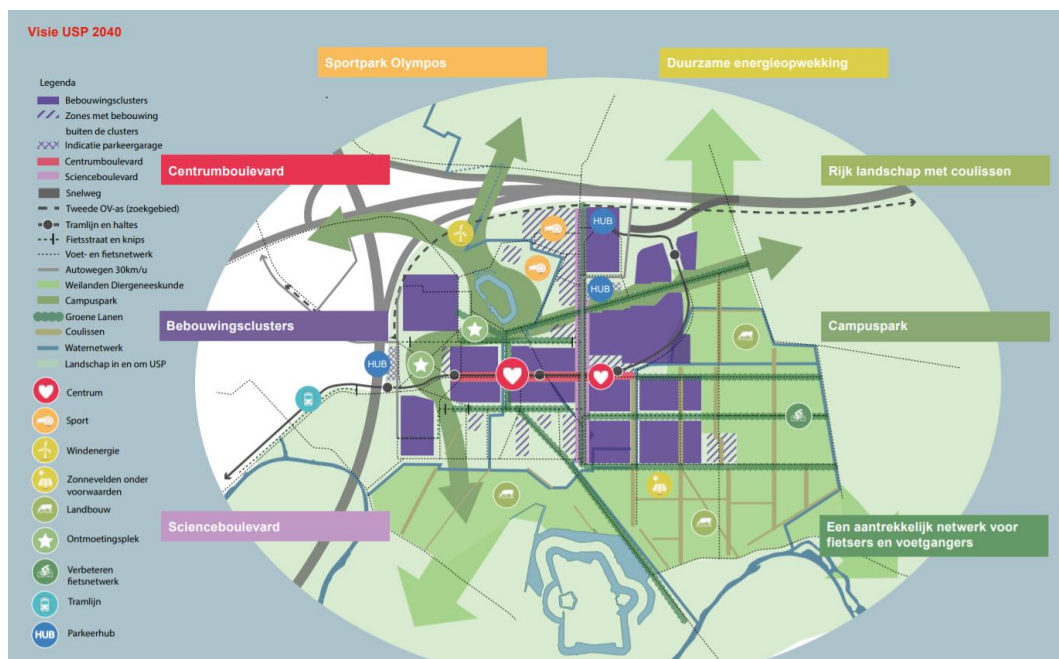 Visie USP 2040
Sportpark Olympos
Duurzame energieopwekking
Legenda
Bebouwingsclusters
Zones met bebouwing
buiten de clusters
Indicatie parkeergarage
Centrumboulevard
Scienceboulevard
Snelweg
Tweede OV-as (zoekgebied)
Tramlijn en haltes
Fietsstraat en knips
Voet- en fietsnetwerk
Autowegen 30km/u
Weilanden Diergeneeskunde
Campuspark
Groene Lanen
Coulissen
Waternetwerk
Landschap in en om USP
Centrum
Sport
Windenergie
Zonnevelden onder
voorwaarden
Landbouw
Ontmoetingsplek
Verbeteren
fietsnetwerk
Tramlijn
HUB
Parkeerhub
Centrumboulevard
Rijk landschap met coulissen
HUB
HUB
Bebouwingsclusters
Campuspark
HUB
Scienceboulevard
Een aantrekkelijk netwerk voor
fietsers en voetgangers